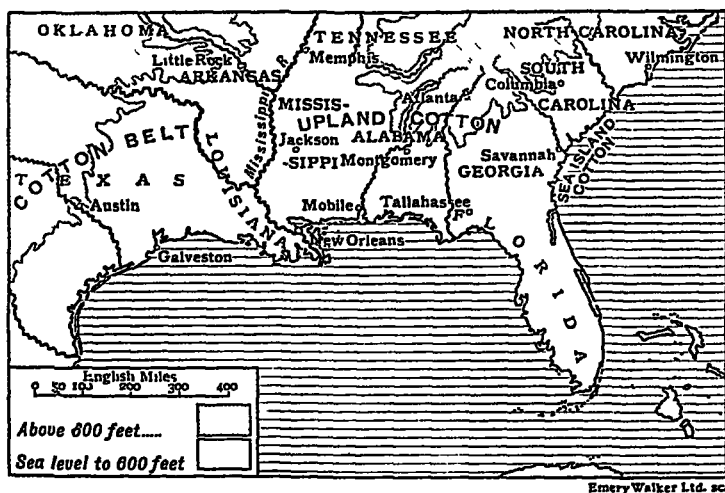 OKLAHOMA
TENNESSEE
NORTH CAROLINA
Little Rock
Memphis
Wilmington
ARKANSAS
SOUTH
Columbia
CAROLINA
Atlanta
Mississippi R.
MISSIS-
UPLAND COTTON
ALABAMA
COTTON BELT
Jackson
-SIPPI
Montgomery
Savannah
GEORGIA
SEA ISLAND
COTTON
TEXAS
LOUISIANA
Austin
Mobile
Tallahassee
FLORIDA
New Orleans
Galveston
English Miles
0 50 100 200 300 400
Above 600 feet.....
Sea level to 600 feet
Emery Walker Ltd. sc